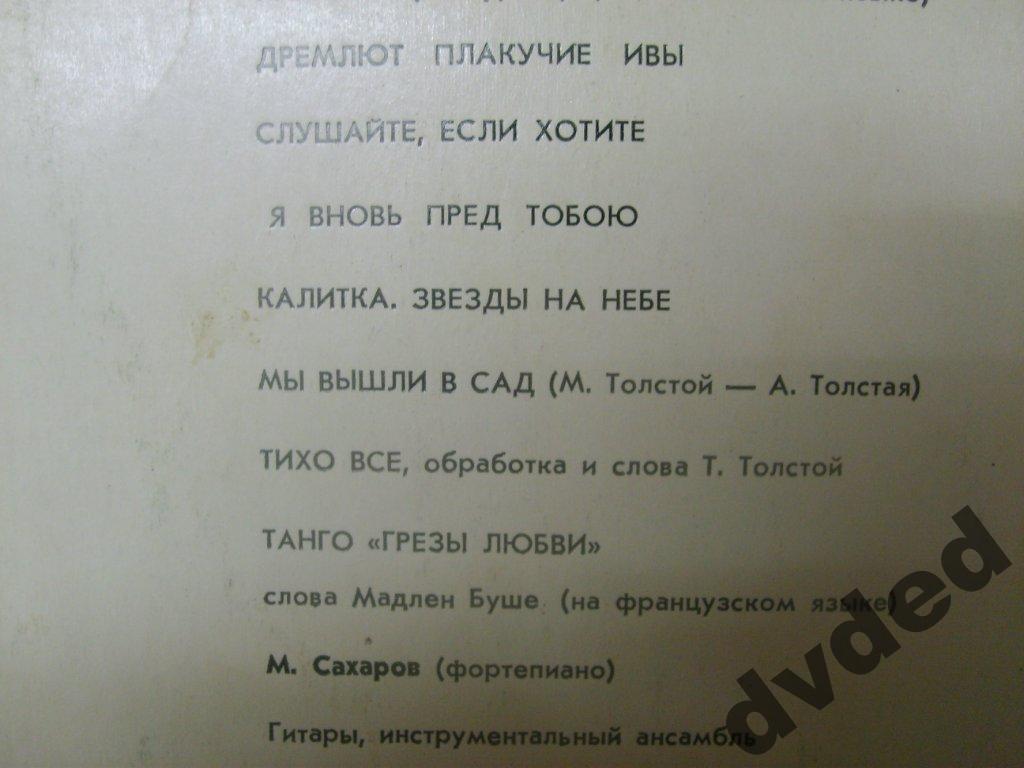 ДРЕМЛЮТ ПЛАКУЧИЕ ИВЫ
СЛУШАЙТЕ, ЕСЛИ ХОТИТЕ
Я ВНОВЬ ПРЕД ТОБОЮ
КАЛИТКА. ЗВЕЗДЫ НА НЕБЕ
МЫ ВЫШЛИ В САД (М. Толстой — А. Толстая)
ТИХО ВСЕ, обработка и слова Т. Толстой
ТАНГО «ГРЕЗЫ ЛЮБВИ»
слова Мадлен Буше (на французском языке)
М. Сахаров (фортепиано)
Гитары, инструментальный ансамбль
dvded